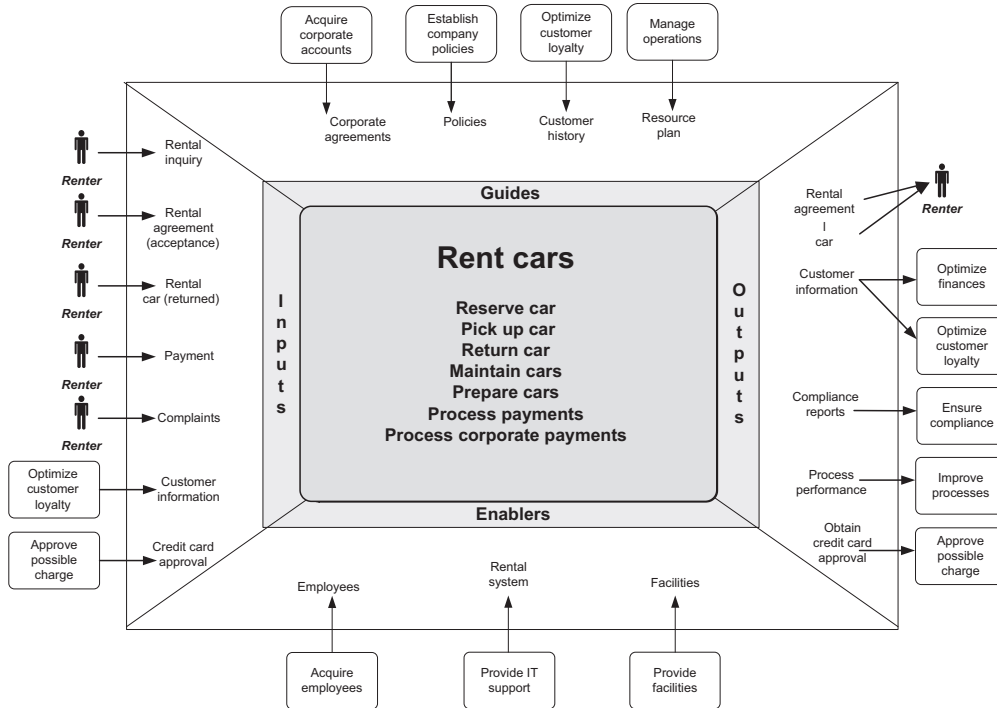 Acquire
corporate
accounts
Establish
company
policies
Optimize
customer
loyalty
Manage
operations
Corporate
agreements
Policies
Customer
history
Resource
plan
Rental
inquiry
Renter
Rental
agreement
(acceptance)
Renter
Rental
car (returned)
Renter
Payment
Renter
Complaints
Renter
Optimize
customer
loyalty
Customer
information
Approve
possible
charge
Credit card
approval
Guides
Inputs
Rent cars
Reserve car
Pick up car
Return car
Maintain cars
Prepare cars
Process payments
Process corporate payments
Outputs
Enablers
Rental
agreement
I
car
Renter
Customer
information
Optimize
finances
Optimize
customer
loyalty
Compliance
reports
Ensure
compliance
Process
performance
Improve
processes
Obtain
credit card
approval
Approve
possible
charge
Employees
Rental
system
Facilities
Acquire
employees
Provide IT
support
Provide
facilities